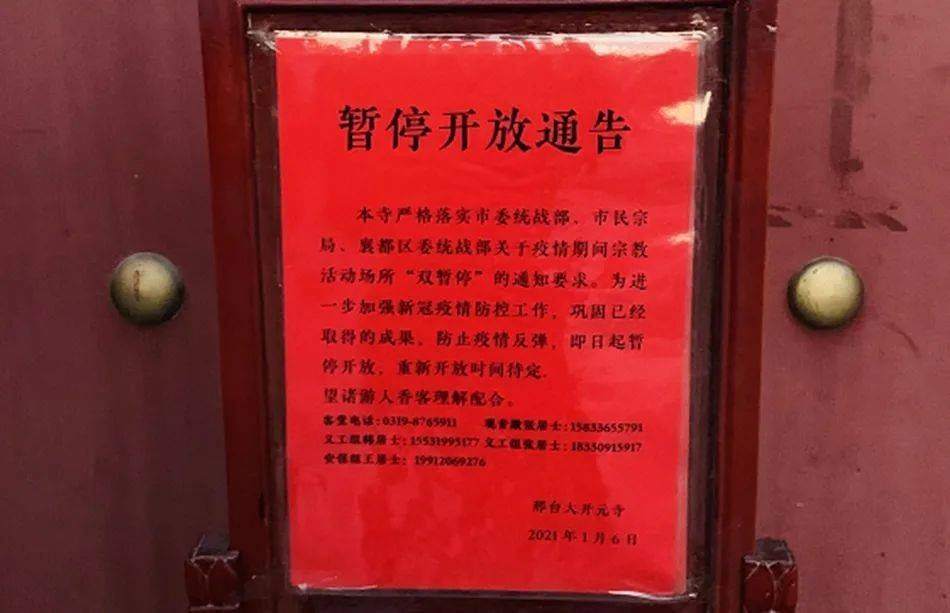 暂停开放通告
本寺严格落实市委统战部、市民宗
局、襄都区委统战部关于疫情期间宗教
活动场所“双暂停”的通知要求。为进
一步加强新冠疫情防控工作，巩固已经
取得的成果，防止疫情反弹，即日起暂
停开放，重新开放时间待定.
望诸游人香客理解配合。
客堂电话:0319-8765911 观音殿张居士:15833655791
义工组韩居士:15531995177 义工组张居士:18330915917
安保组王居士: 19912069276
邢台大开元寺
2021年1月6日